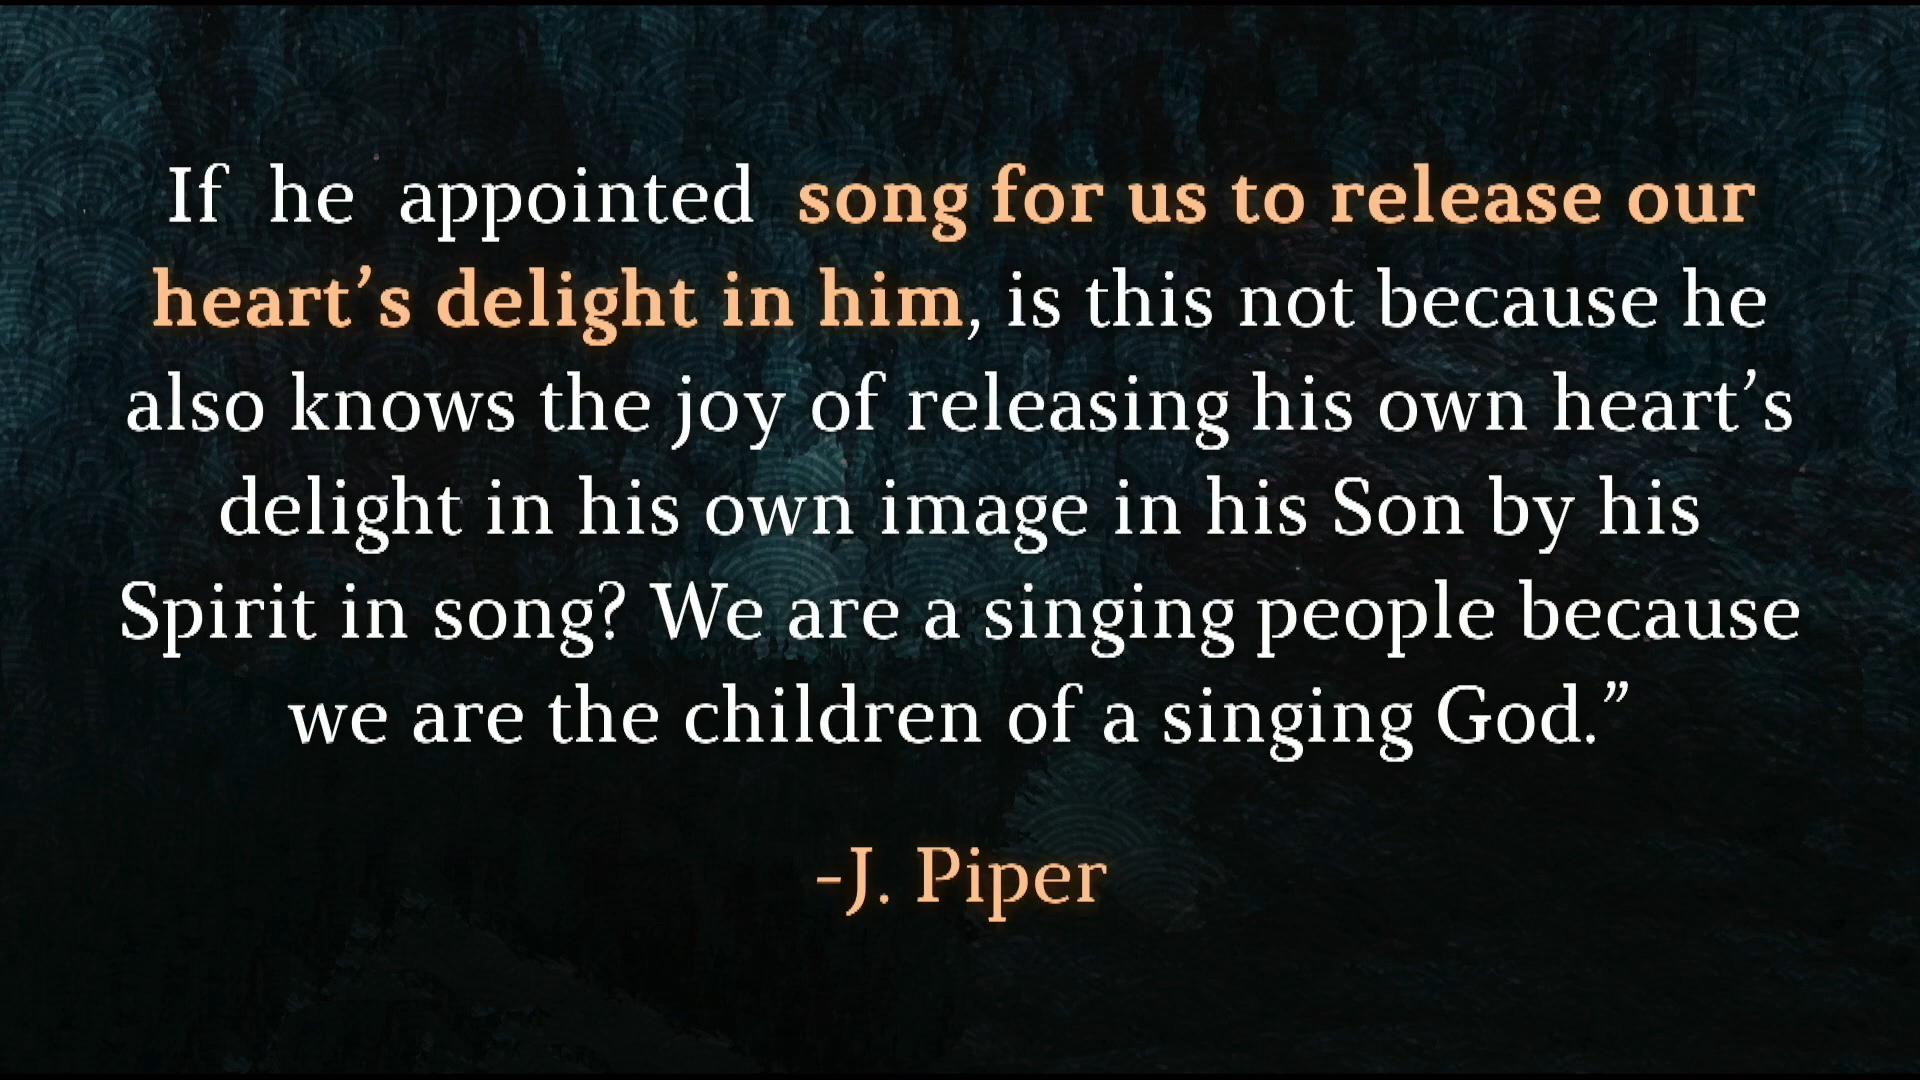 If he appointed song for us to release our
heart’s delight in him, is this not because he
also knows the joy of releasing his own heart’s
delight in his own image in his Son by his
Spirit in song? We are a singing people because
we are the children of a singing God.”
-J. Piper